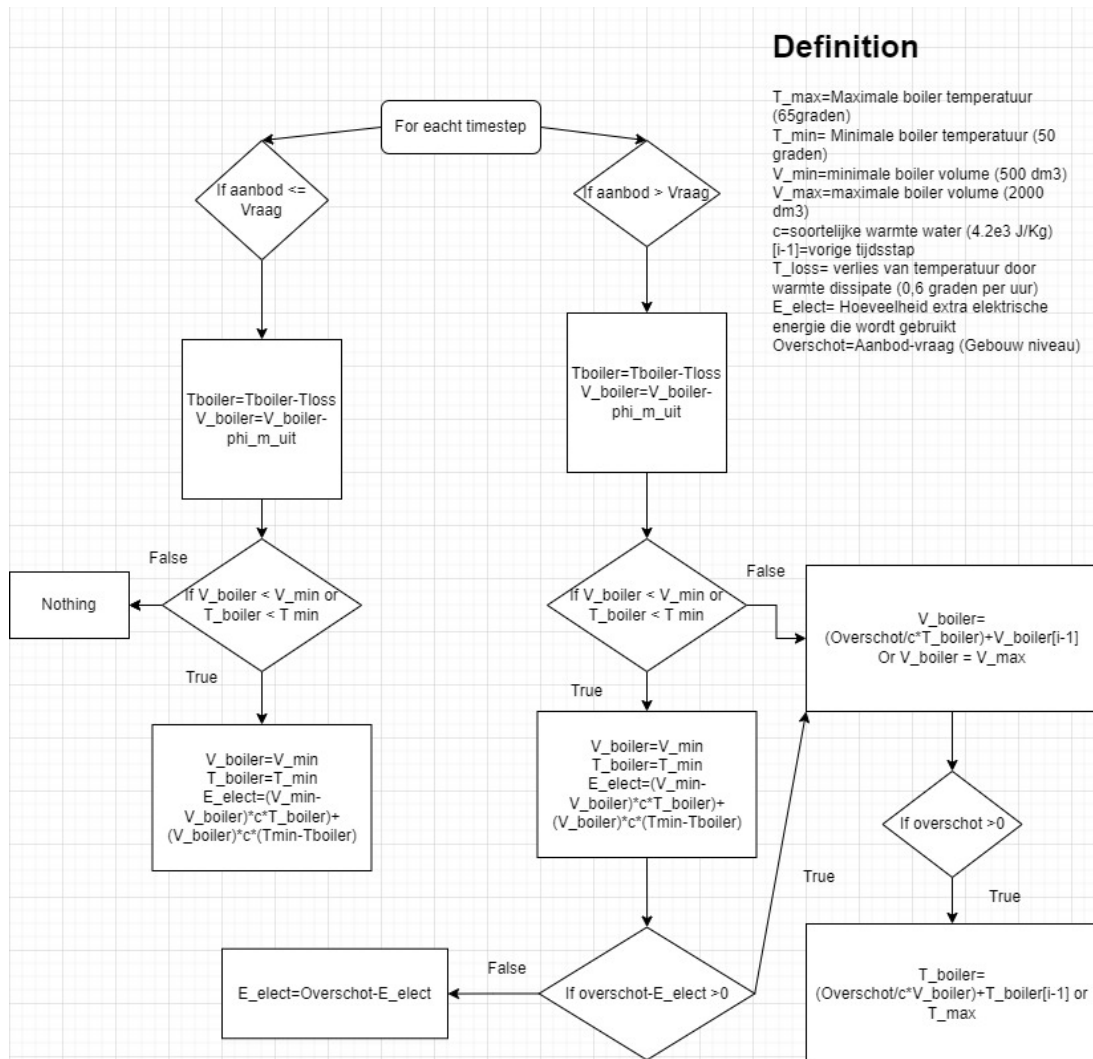 Definition
T_max=Maximale boiler temperatuur
(65graden)
T_min= Minimale boiler temperatuur (50
graden)
V_min=minimale boiler volume (500 dm3)
V_max=maximale boiler volume (2000
dm3)
c=soortelijke warmte water (4.2e3 J/Kg)
[i-1]=vorige tijdsstap
T_loss= verlies van temperatuur door
warmte dissipate (0,6 graden per uur)
E_elect= Hoeveelheid extra elektrische
energie die wordt gebruikt
Overschot=Aanbod-vraag (Gebouw niveau)
For eacht timestep
If aanbod <=
Vraag
If aanbod > Vraag
Tboiler=Tboiler-Tloss
V_boiler=V_boiler-
phi_m_uit
Tboiler=Tboiler-Tloss
V_boiler=V_boiler-
phi_m_uit
False
If V_boiler < V_min or
T_boiler < T min
Nothing
True
V_boiler=V_min
T_boiler=T_min
E_elect=(V_min-
V_boiler)*c*T_boiler)+
(V_boiler)*c*(Tmin-Tboiler)
If V_boiler < V_min or
T_boiler < T min
False
True
V_boiler=V_min
T_boiler=T_min
E_elect=(V_min-
V_boiler)*c*T_boiler)+
(V_boiler)*c*(Tmin-Tboiler)
V_boiler=
(Overschot/c*T_boiler)+V_boiler[i-1]
Or V_boiler = V_max
If overschot >0
True
True
E_elect=Overschot-E_elect
False
If overschot-E_elect >0
T_boiler=
(Overschot/c*V_boiler)+T_boiler[i-1] or
T_max